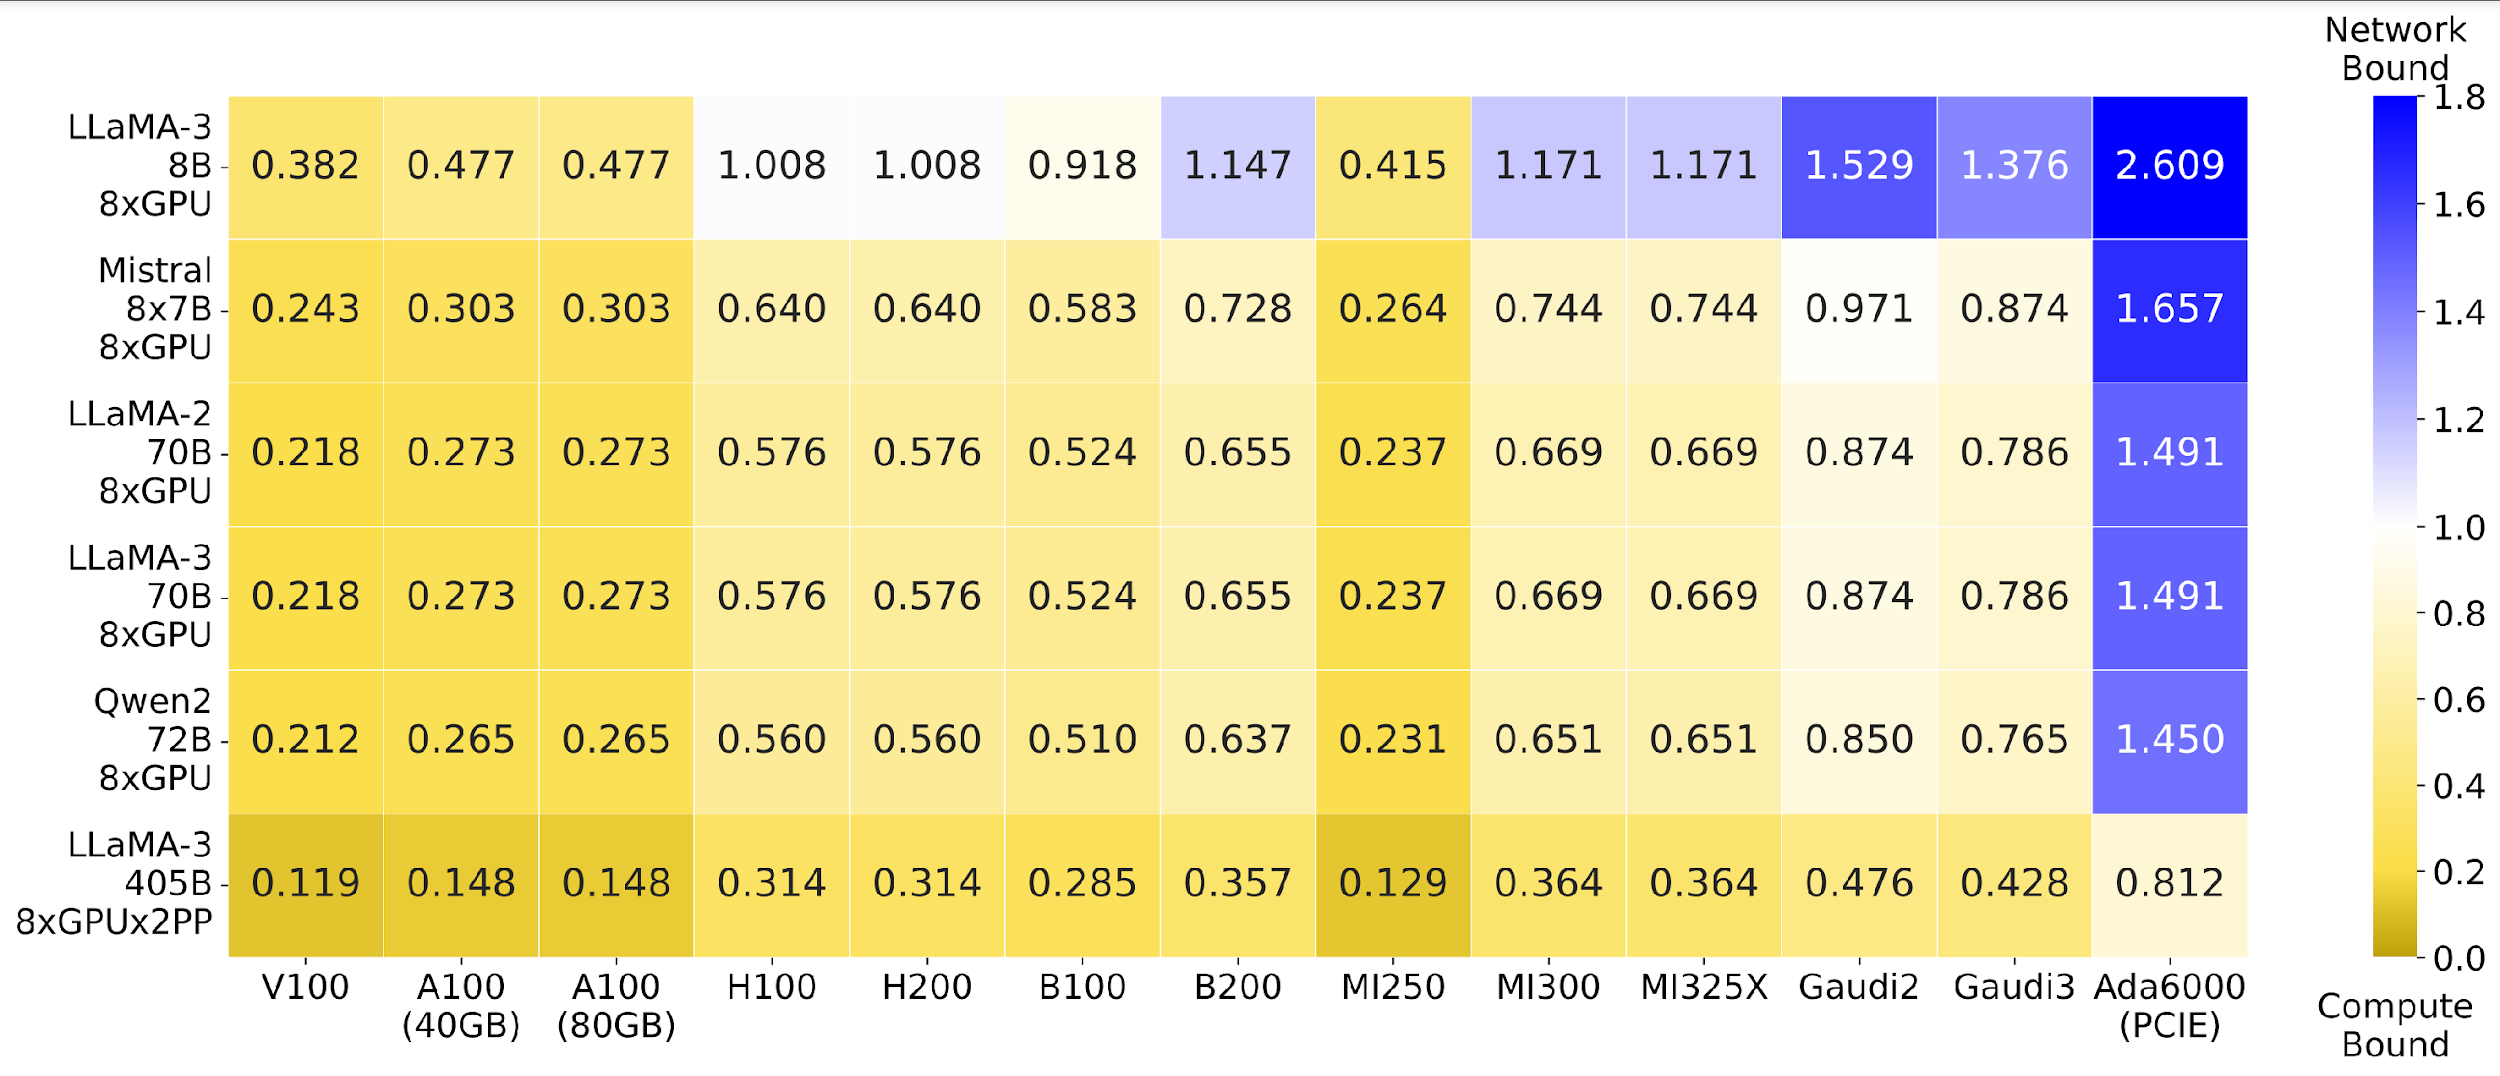 Network
Bound
LLaMA-3
8B
8xGPU
0.382 0.477 0.477 1.008 1.008 0.918 1.147 0.415 1.171 1.171 1.529 1.376 2.609
Mistral
8x7B
8xGPU
0.243 0.303 0.303 0.640 0.640 0.583 0.728 0.264 0.744 0.744 0.971 0.874 1.657
LLaMA-2
70B
8xGPU
0.218 0.273 0.273 0.576 0.576 0.524 0.655 0.237 0.669 0.669 0.874 0.786 1.491
LLaMA-3
70B
8xGPU
0.218 0.273 0.273 0.576 0.576 0.524 0.655 0.237 0.669 0.669 0.874 0.786 1.491
Qwen2
72B
8xGPU
0.212 0.265 0.265 0.560 0.560 0.510 0.637 0.231 0.651 0.651 0.850 0.765 1.450
LLaMA-3
405B
8xGPUx2PP
0.119 0.148 0.148 0.314 0.314 0.285 0.357 0.129 0.364 0.364 0.476 0.428 0.812
V100 A100 A100 H100 H200 B100 B200 MI250 MI300 MI325X Gaudi2 Gaudi3 Ada6000
(40GB) (80GB) (PCIE)
1.8
1.6
1.4
1.2
1.0
0.8
0.6
0.4
0.2
0.0
Compute
Bound